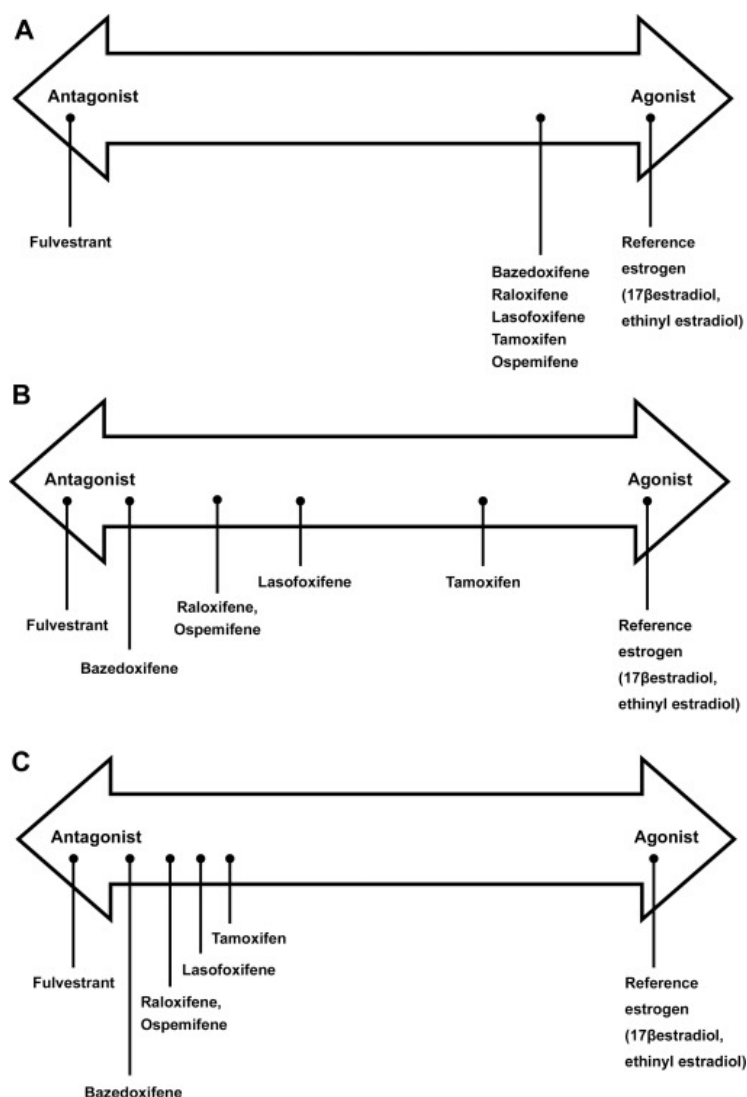 A
Antagonist
Agonist
Fulvestrant
Bazedoxifene
Raloxifene
Lasofoxifene
Tamoxifen
Ospemifene
Reference
estrogen
(17βestradiol,
ethinyl estradiol)
B
Antagonist
Agonist
Fulvestrant
Bazedoxifene
Raloxifene,
Ospemifene
Lasofoxifene
Tamoxifen
Reference
estrogen
(17βestradiol,
ethinyl estradiol)
C
Antagonist
Agonist
Fulvestrant
Bazedoxifene
Raloxifene,
Ospemifene
Lasofoxifene
Tamoxifen
Reference
estrogen
(17βestradiol,
ethinyl estradiol)